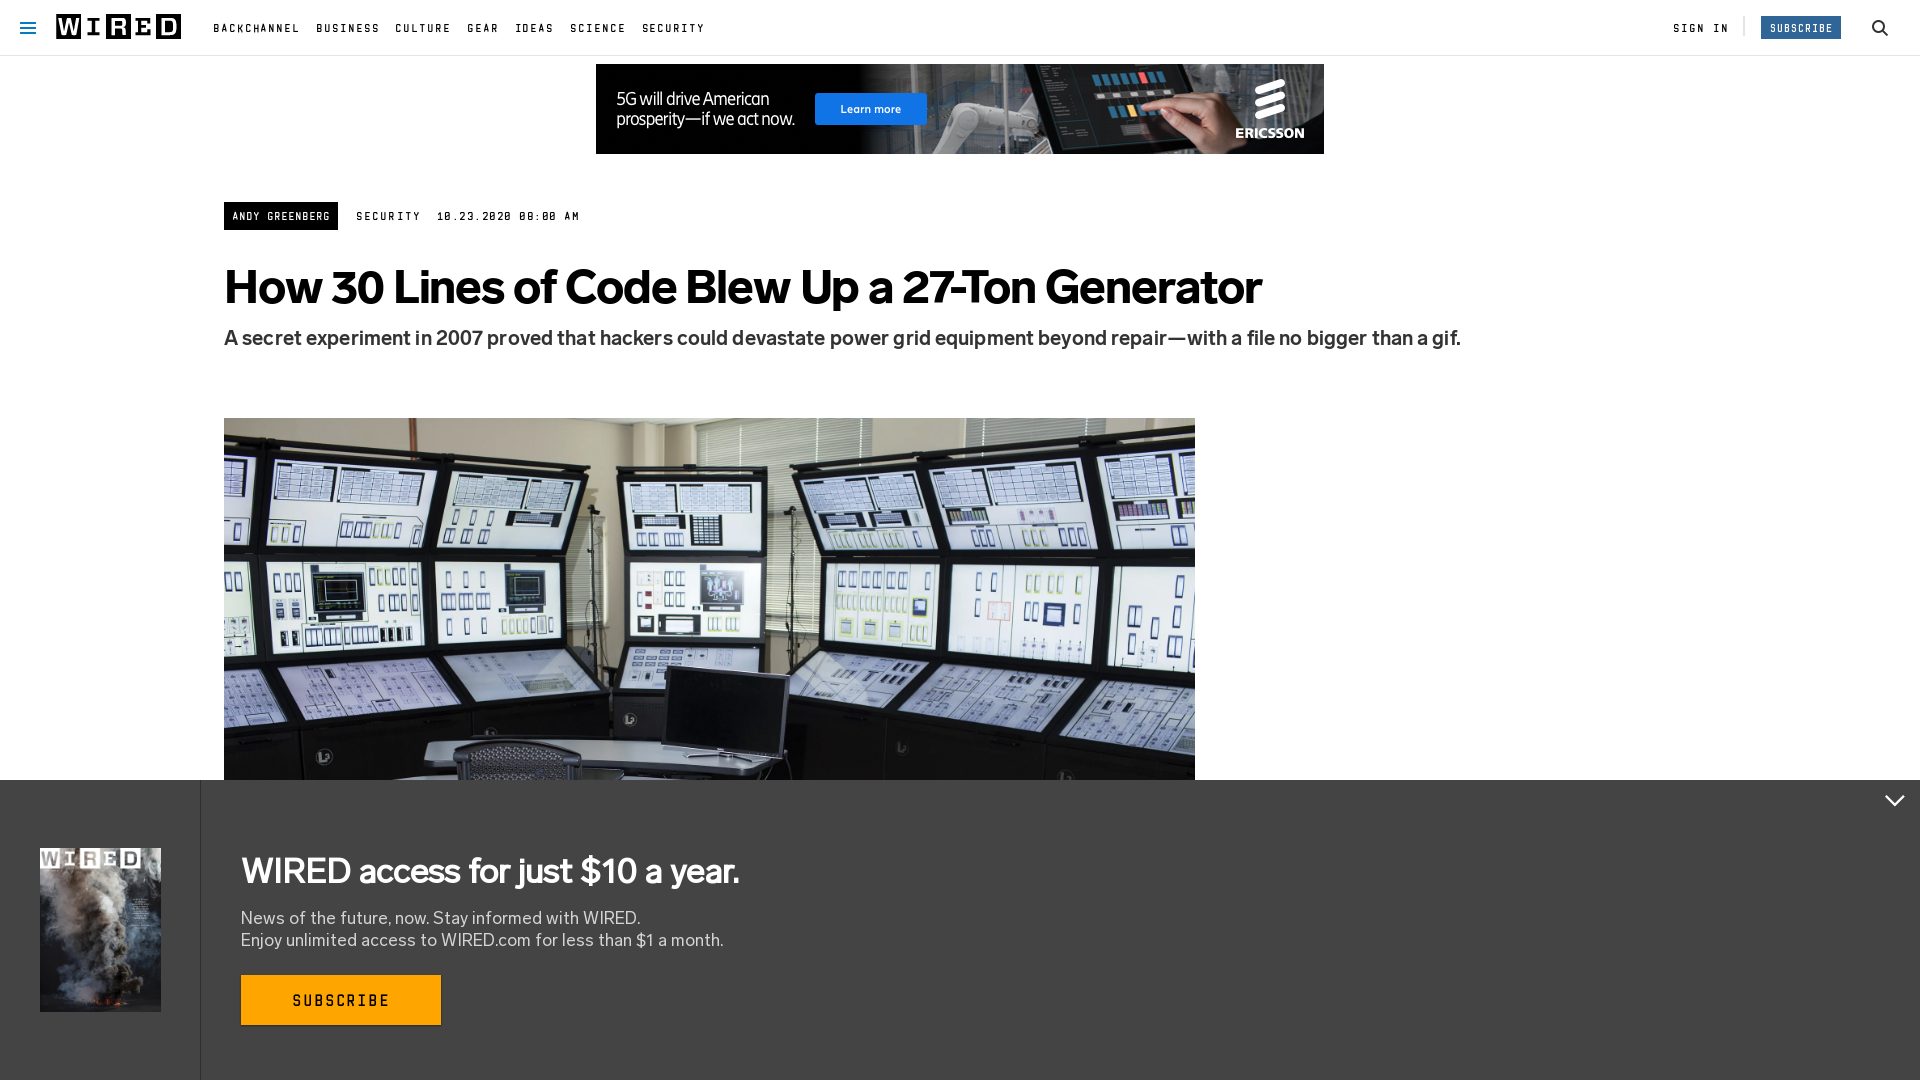 WIRED
BACKCHANNEL BUSINESS CULTURE GEAR IDEAS SCIENCE SECURITY
SIGN IN
SUBSCRIBE
5G will drive American
prosperity—if we act now.
Learn more
ERICSSON
ANDY GREENBERG
SECURITY
10.23.2020 08:00 AM
How 30 Lines of Code Blew Up a 27-Ton Generator
A secret experiment in 2007 proved that hackers could devastate power grid equipment beyond repair—with a file no bigger than a gif.
WIRED
WIRED access for just $10 a year.
News of the future, now. Stay informed with WIRED.
Enjoy unlimited access to WIRED.com for less than $1 a month.
SUBSCRIBE